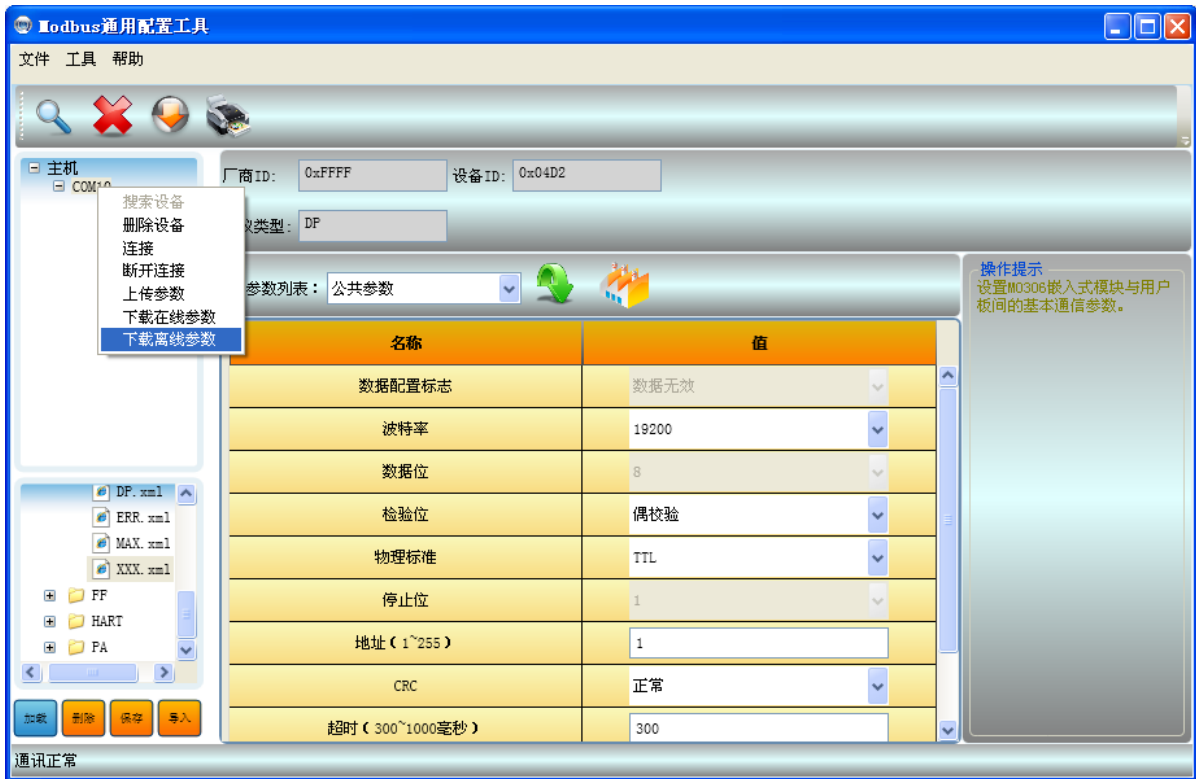 Modbus通用配置工具
文件 工具 帮助
主机
COM10
搜索设备
删除设备
连接
断开连接
上传参数
下载在线参数
下载离线参数
厂商ID: 0xFFFF 设备ID: 0x04D2
议类型: DP
参数列表： 公共参数
名称 值
数据配置标志 数据无效
波特率 19200
数据位 8
检验位 偶校验
物理标准 TTL
停止位 1
地址（1~255） 1
CRC 正常
超时（300~1000毫秒） 300
操作提示
设置M0306嵌入式模块与用户
板间的基本通信参数。
DP.xml
ERR.xml
MAX.xml
XXX.xml
FF
HART
PA
加载 删除 保存 导入
通讯正常